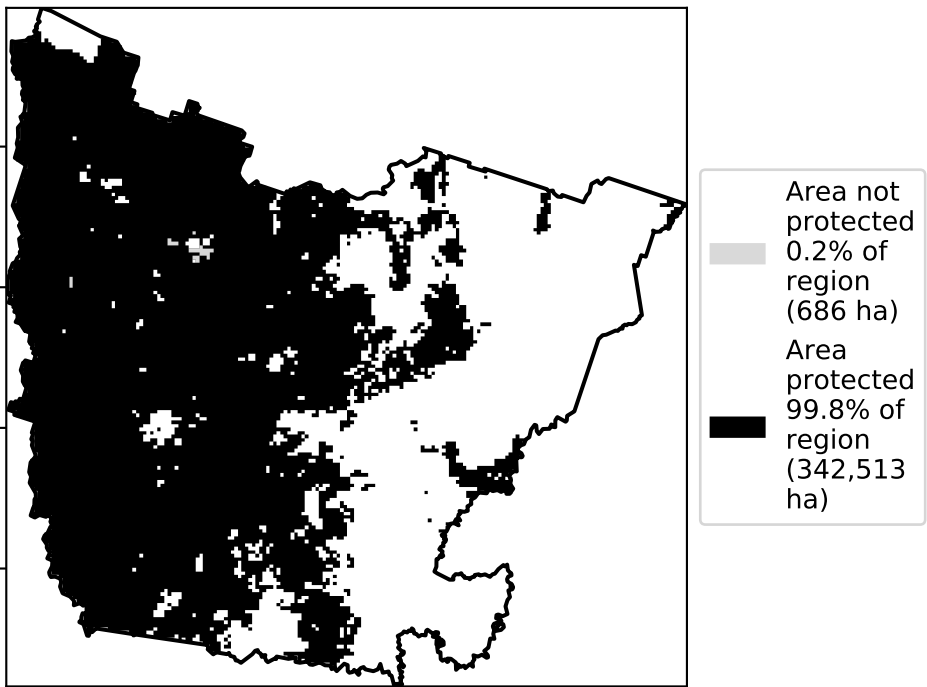 Area not
protected
0.2% of
region
(686 ha)
Area
protected
99.8% of
region
(342,513
ha)